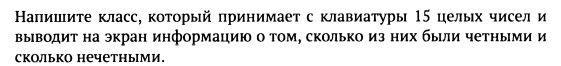 Напишите класс, который принимает с клавиатуры 15 целых чисел и
выводит на экран информацию о том, сколько из них были четными и
сколько нечетными.